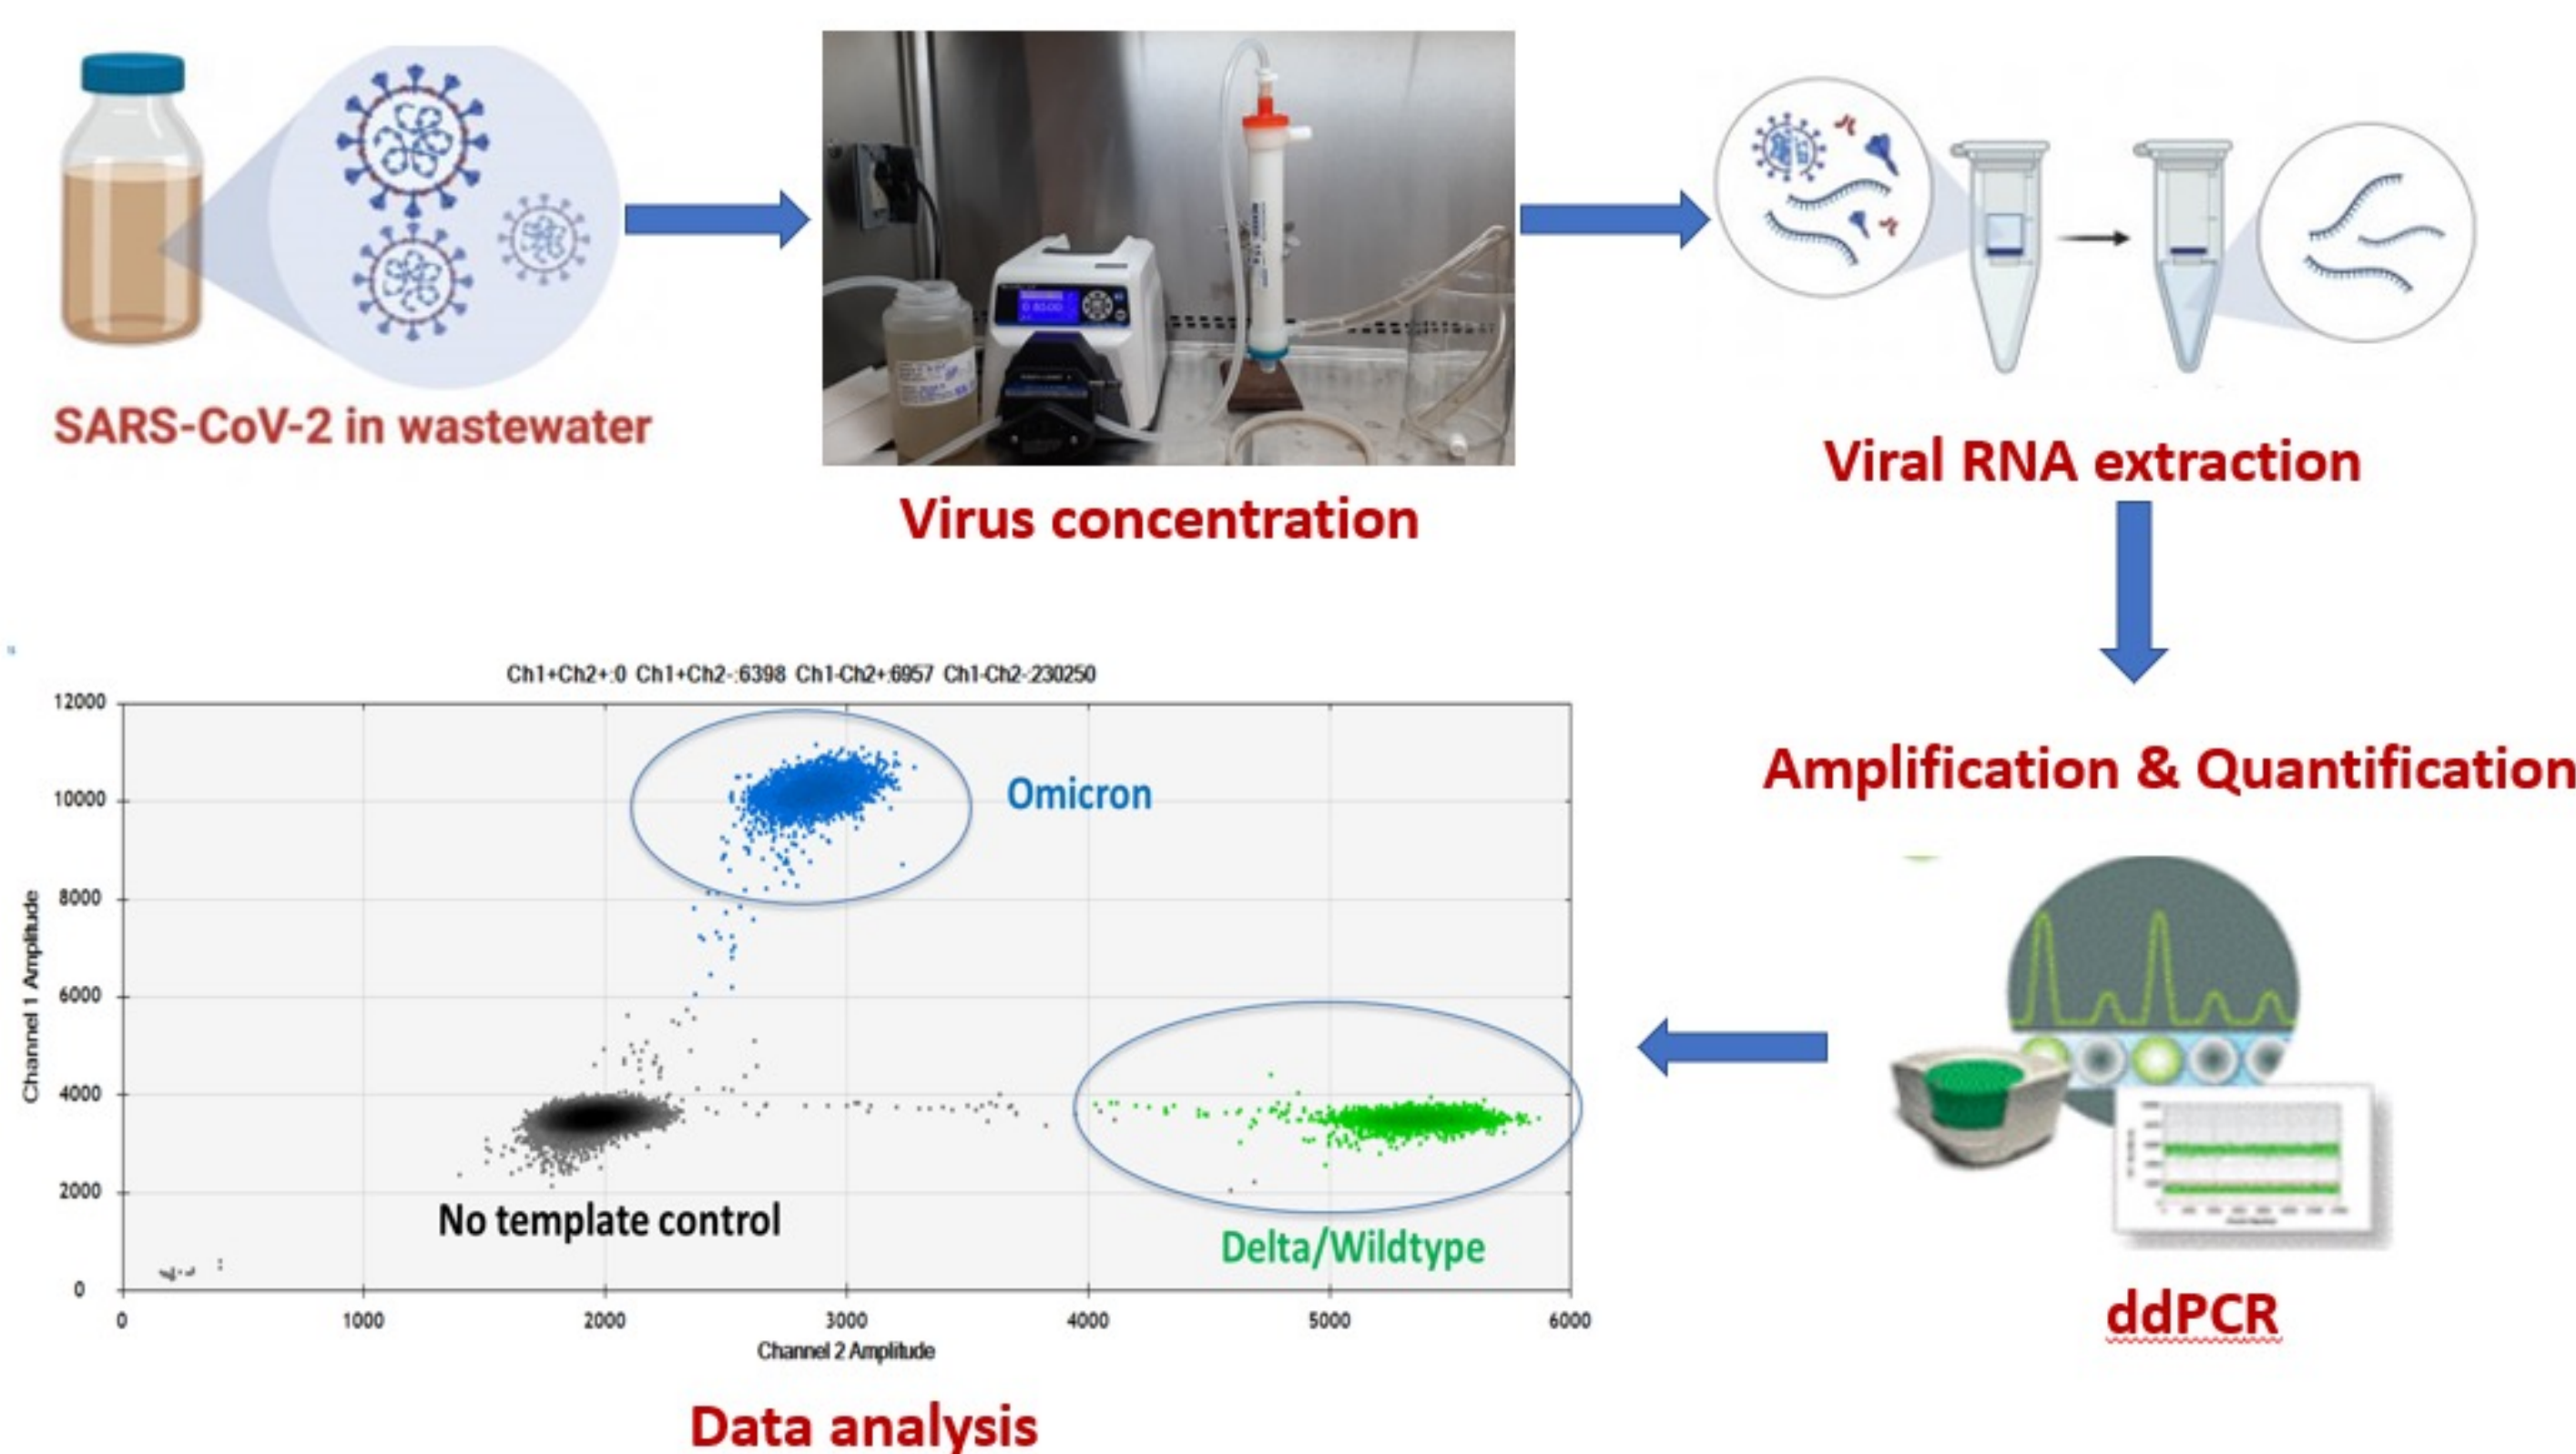 SARS-CoV-2 in wastewater
Virus concentration
Viral RNA extraction
Amplification & Quantification
ddPCR
Ch1+Ch2+:0 Ch1+Ch2-:6398 Ch1-Ch2+:6957 Ch1-Ch2-:230250
12000
10000
8000
6000
4000
2000
0
Channel 1 Amplitude
Omicron
No template control
Delta/Wildtype
0 1000 2000 3000 4000 5000 6000
Channel 2 Amplitude
Data analysis